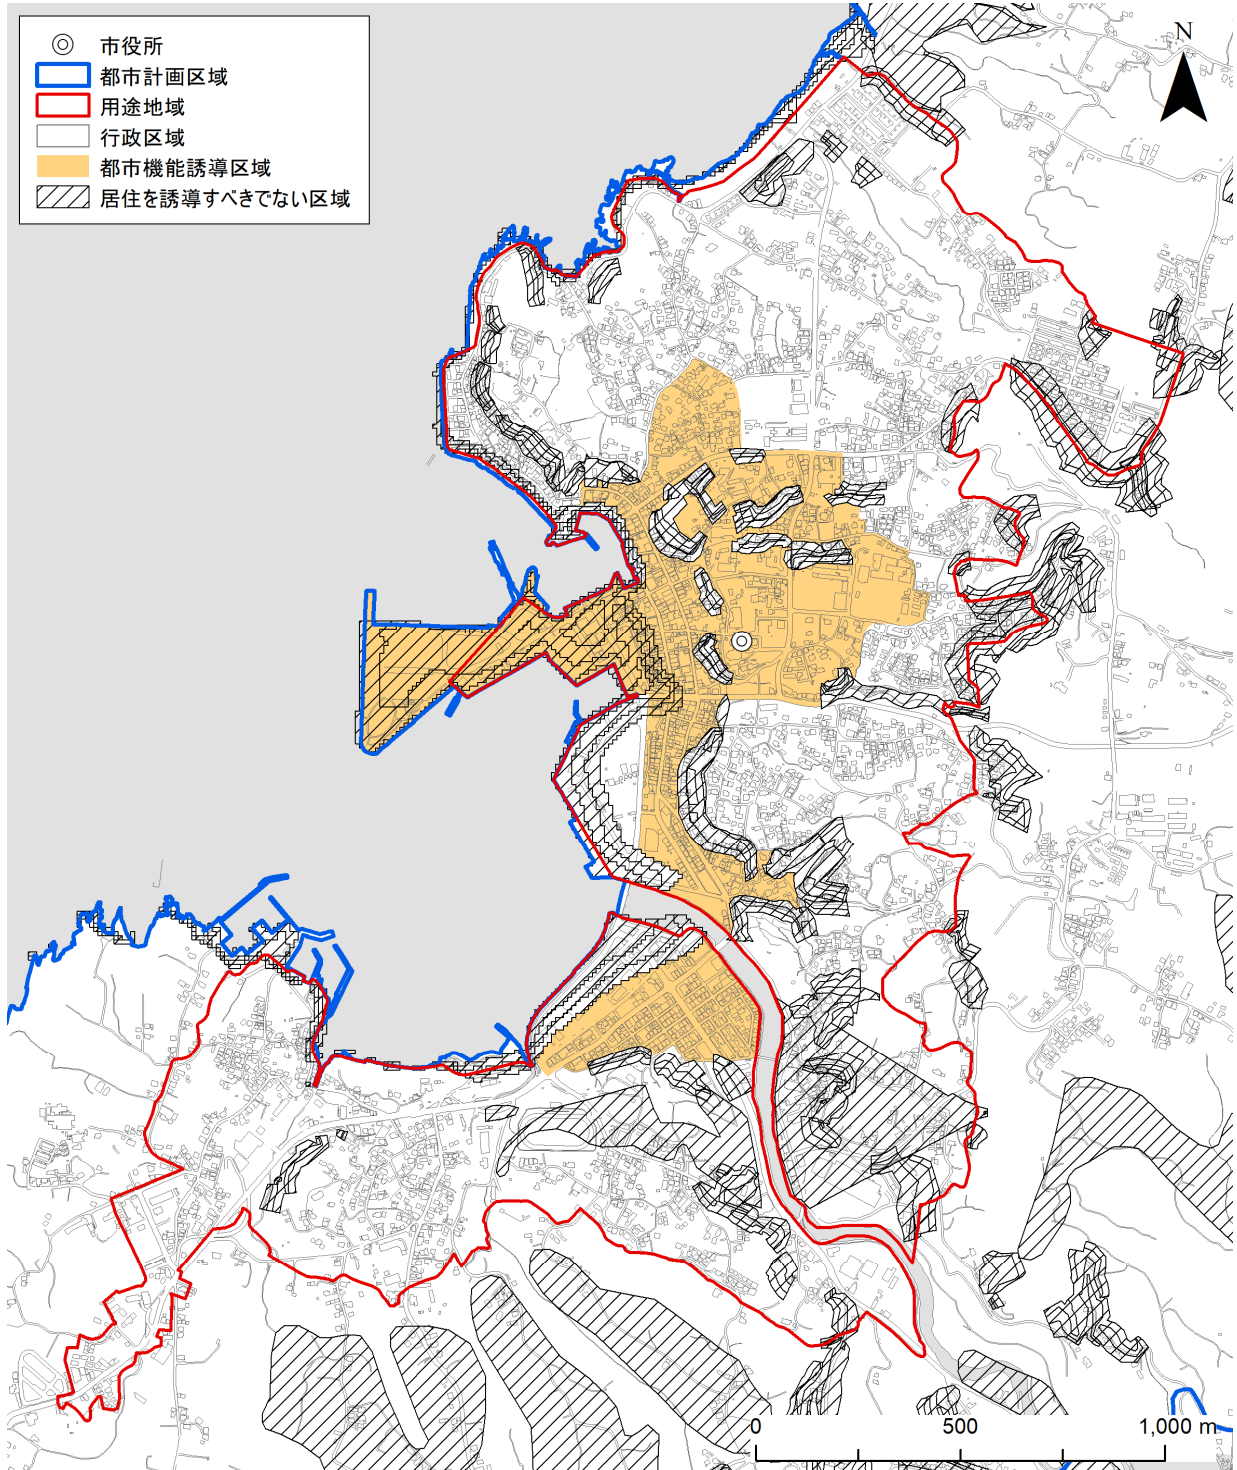 市役所
都市計画区域
用途地域
行政区域
都市機能誘導区域
居住を誘導すべきでない区域
N
0 500 1,000 m